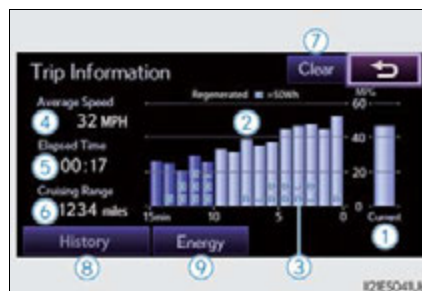 7
Trip Information
Clear
Average Speed
Regenerated =50Wh
MPG
60
4 32 MPH
2
Elapsed Time
5 00:17
40
20
Cruising Range
6 1234 miles
15min 10 5 0
0
Current
1
History Energy
8 9 3